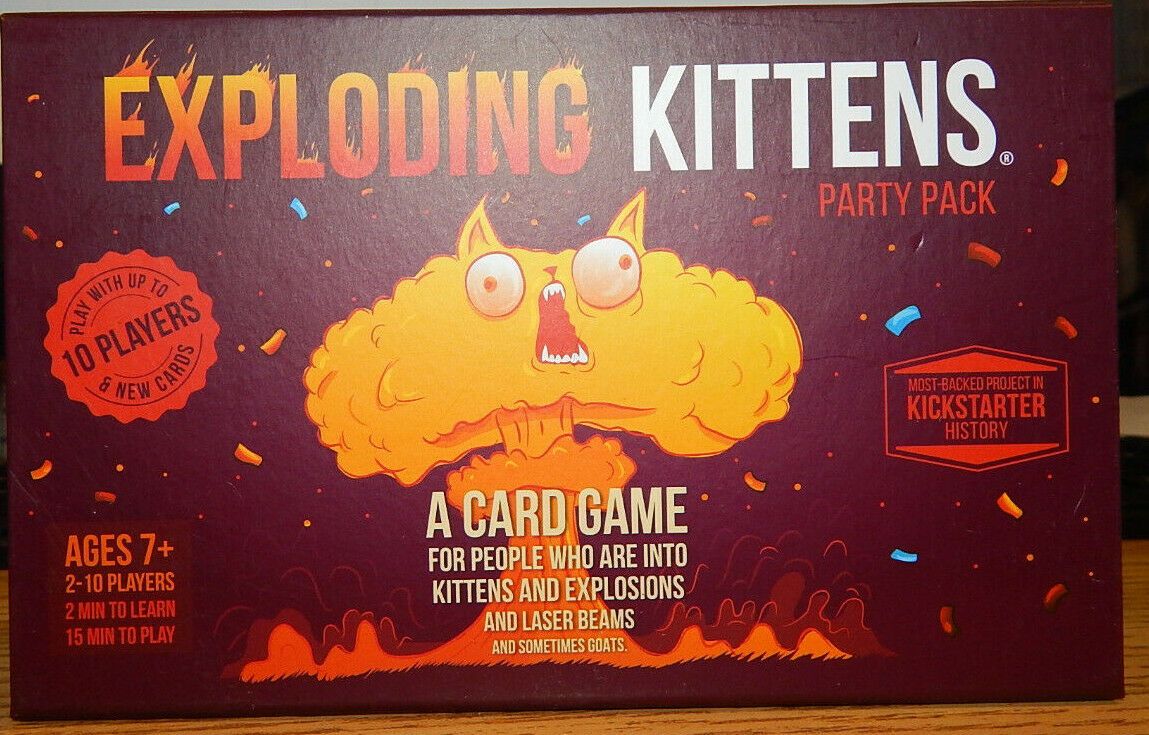 EXPLODING KITTENS®
PARTY PACK
PLAY WITH UP TO
10 PLAYERS
& NEW CARDS
MOST-BACKED PROJECT IN
KICKSTARTER
HISTORY
A CARD GAME
FOR PEOPLE WHO ARE INTO
KITTENS AND EXPLOSIONS
AND LASER BEAMS
AND SOMETIMES GOATS.
AGES 7+
2-10 PLAYERS
2 MIN TO LEARN
15 MIN TO PLAY